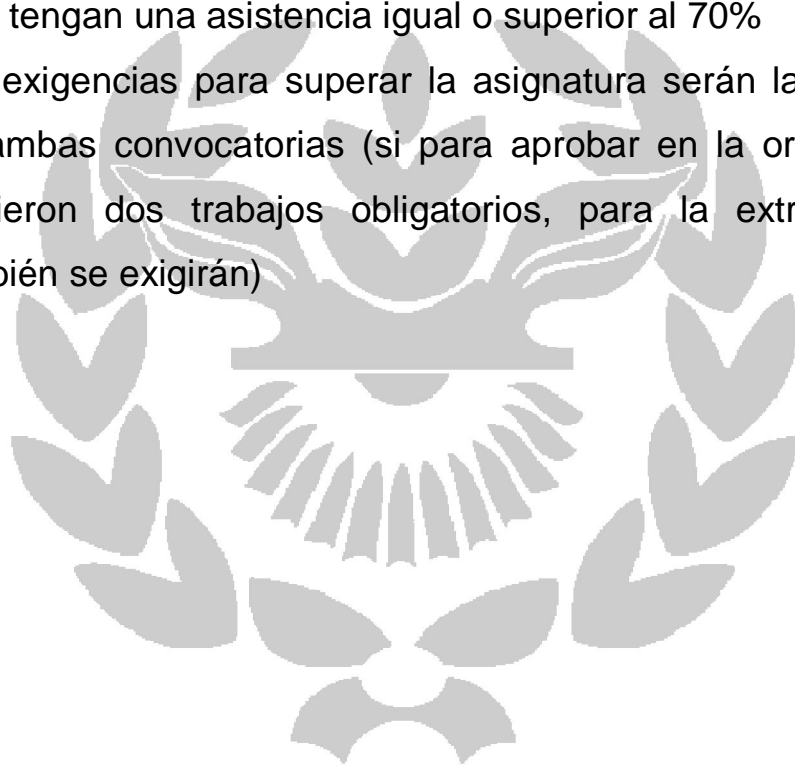 tengan una asistencia igual o superior al 70%
exigencias para superar la asignatura serán la
ambas convocatorias (si para aprobar en la or
ieron dos trabajos obligatorios, para la extr
bién se exigirán)